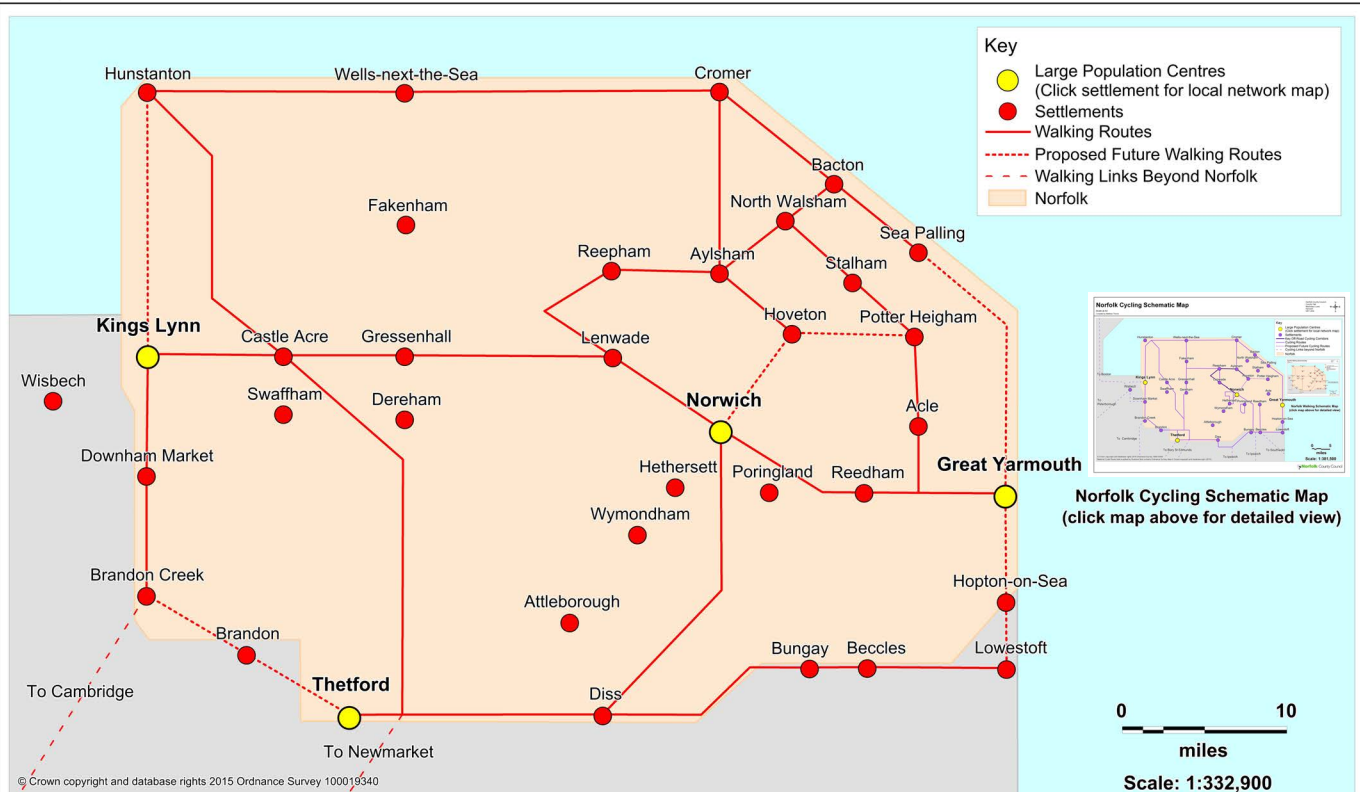 Hunstanton
Wells-next-the-Sea
Cromer
Key
Large Population Centres
(Click settlement for local network map)
Settlements
Walking Routes
Proposed Future Walking Routes
Walking Links Beyond Norfolk
Norfolk
Bacton
Fakenham
North Walsham
Sea Palling
Reepham
Aylsham
Stalham
Kings Lynn
Castle Acre
Gressenhall
Lenwade
Hoveton
Potter Heigham
Wisbech
Swaffham
Dereham
Norwich
Acle
Downham Market
Hethersett
Poringland
Reedham
Great Yarmouth
Wymondham
Norfolk Cycling Schematic Map
Norfolk Cycling Schematic Map
(click map above for detailed view)
Brandon Creek
Attleborough
Hopton-on-Sea
Brandon
Bungay
Beccles
Lowestoft
To Cambridge
Thetford
Diss
To Newmarket
0 10
miles
Scale: 1:332,900
© Crown copyright and database rights 2015 Ordnance Survey 100019340